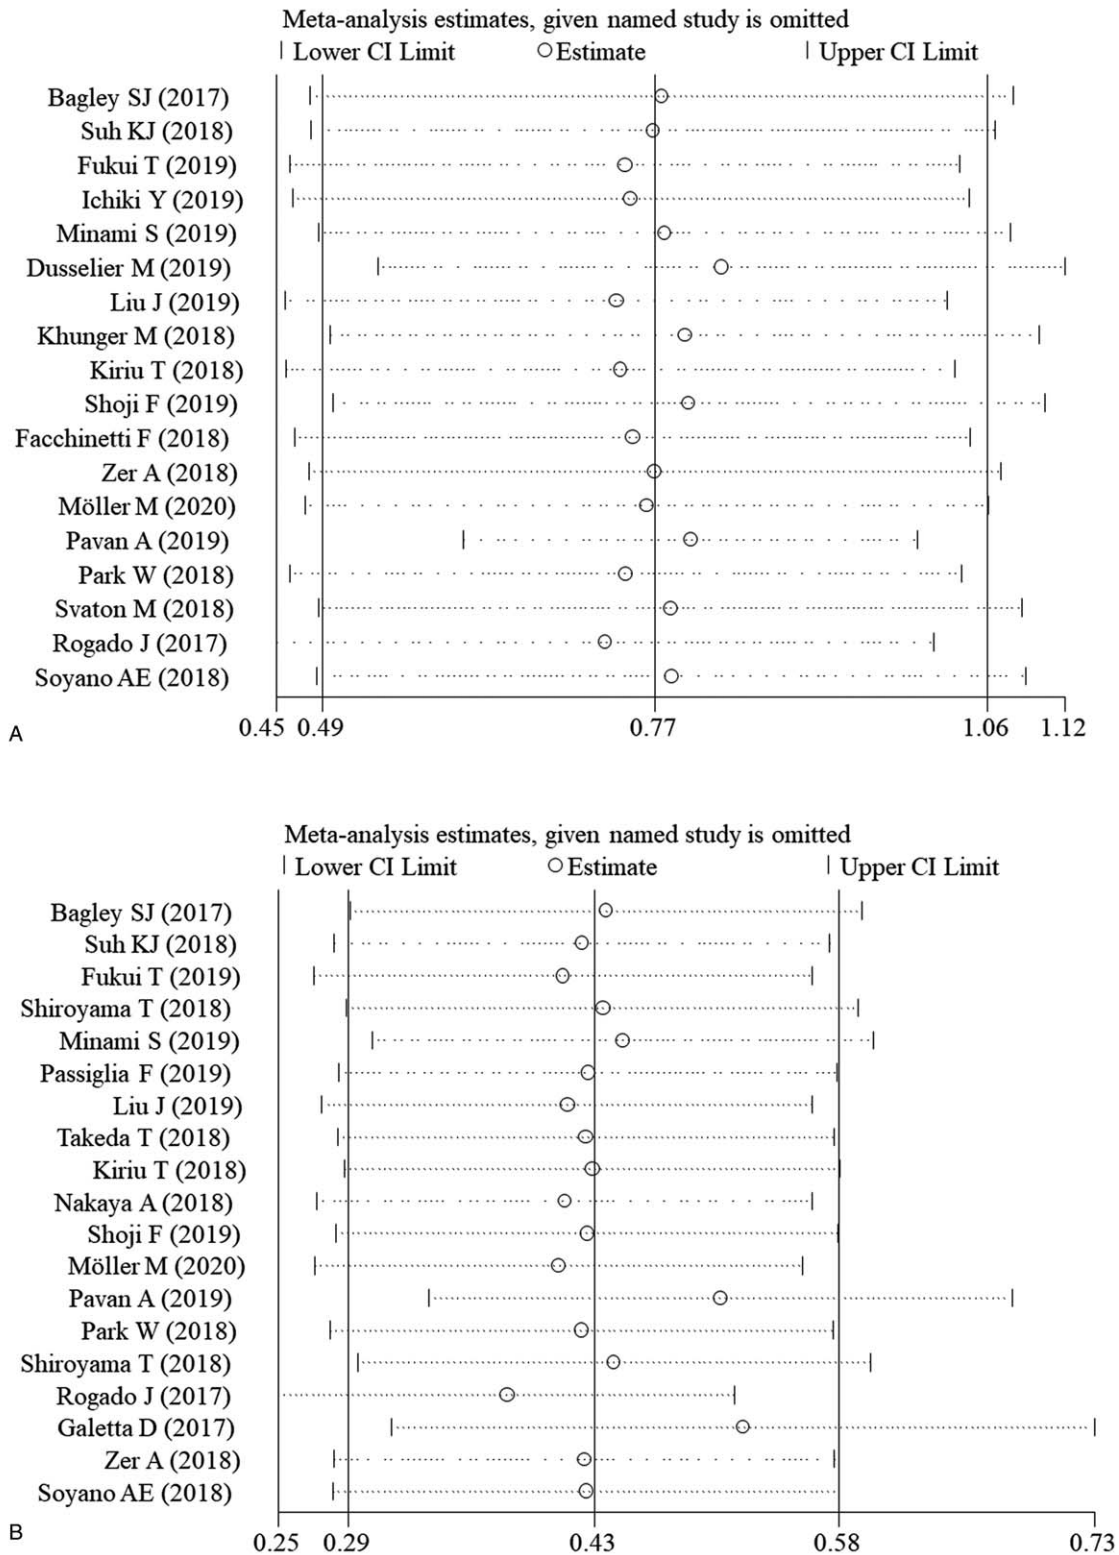 Meta-analysis estimates, given named study is omitted
Lower CI Limit Estimate Upper CI Limit
Bagley SJ (2017)
Suh KJ (2018)
Fukui T (2019)
Ichiki Y (2019)
Minami S (2019)
Dusselier M (2019)
Liu J (2019)
Khunger M (2018)
Kiriu T (2018)
Shoji F (2019)
Facchinetti F (2018)
Zer A (2018)
Möller M (2020)
Pavan A (2019)
Park W (2018)
Svaton M (2018)
Rogado J (2017)
Soyano AE (2018)
0.45 0.49 0.77 1.06 1.12
A
Meta-analysis estimates, given named study is omitted
Lower CI Limit Estimate Upper CI Limit
Bagley SJ (2017)
Suh KJ (2018)
Fukui T (2019)
Shiroyama T (2018)
Minami S (2019)
Passiglia F (2019)
Liu J (2019)
Takeda T (2018)
Kiriu T (2018)
Nakaya A (2018)
Shoji F (2019)
Möller M (2020)
Pavan A (2019)
Park W (2018)
Shiroyama T (2018)
Rogado J (2017)
Galetta D (2017)
Zer A (2018)
Soyano AE (2018)
B
0.25 0.29 0.43 0.58 0.73